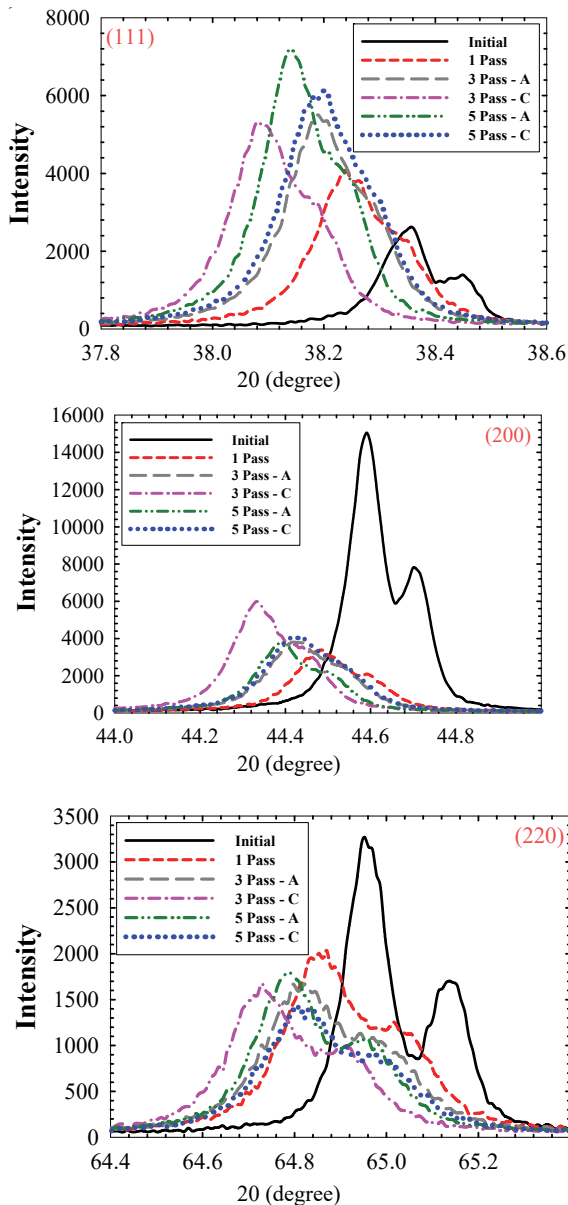 (111)
8000
6000
4000
2000
0
Intensity
Initial
1 Pass
3 Pass - A
3 Pass - C
5 Pass - A
5 Pass - C
37.8 38.0 38.2 38.4 38.6
20 (degree)
(200)
16000
14000
12000
10000
8000
6000
4000
2000
0
Intensity
Initial
1 Pass
3 Pass - A
3 Pass - C
5 Pass - A
5 Pass - C
44.0 44.2 44.4 44.6 44.8
20 (degree)
(220)
3500
3000
2500
2000
1500
1000
500
0
Intensity
Initial
1 Pass
3 Pass - A
3 Pass - C
5 Pass - A
5 Pass - C
64.4 64.6 64.8 65.0 65.2
20 (degree)